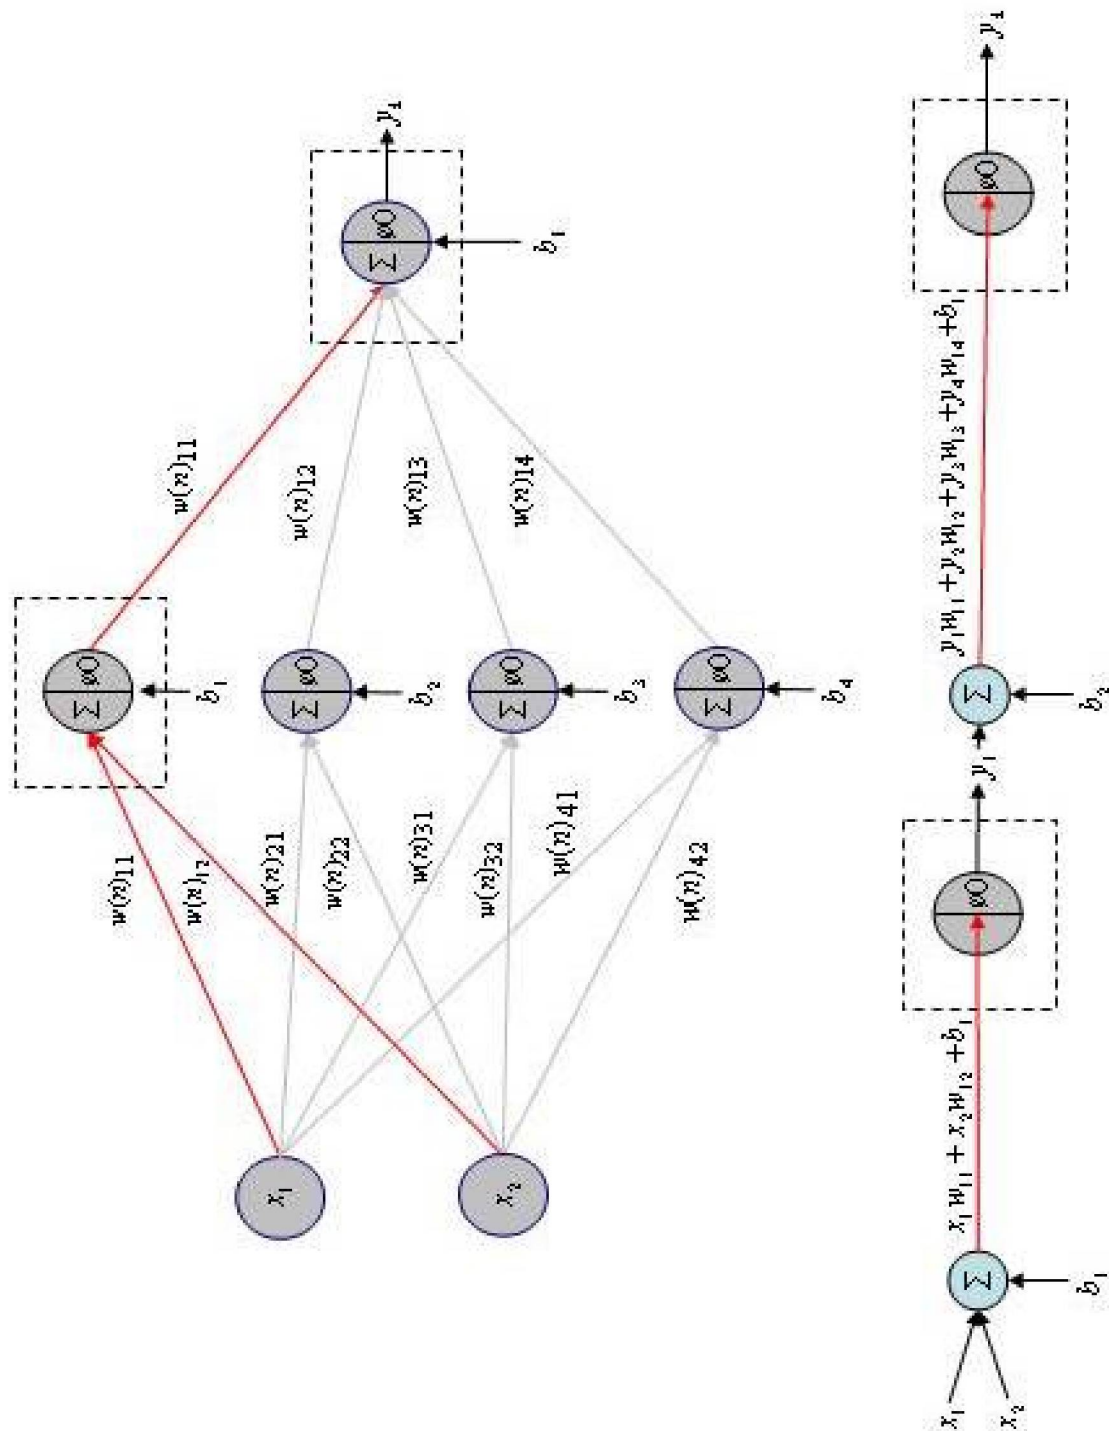 w(n)₁₁
w(n)₁₂
w(n)₂₁
w(n)₂₂
w(n)₃₁
w(n)₃₂
w(n)₄₁
w(n)₄₂
x₁
x₂
Σ ø()
b₁
Σ ø()
b₂
Σ ø()
b₃
Σ ø()
b₄
w(n)₁₁
w(n)₁₂
w(n)₁₃
w(n)₁₄
Σ ø()
b₁
y₁
x₁
x₂
Σ
b₁
x₁w₁₁ + x₂w₁₂ + b₁
ø()
y₁
Σ
b₂
y₁w₁₁ + y₂w₁₂ + y₃w₁₃ + y₄w₁₄ + b₁
ø()
y₁